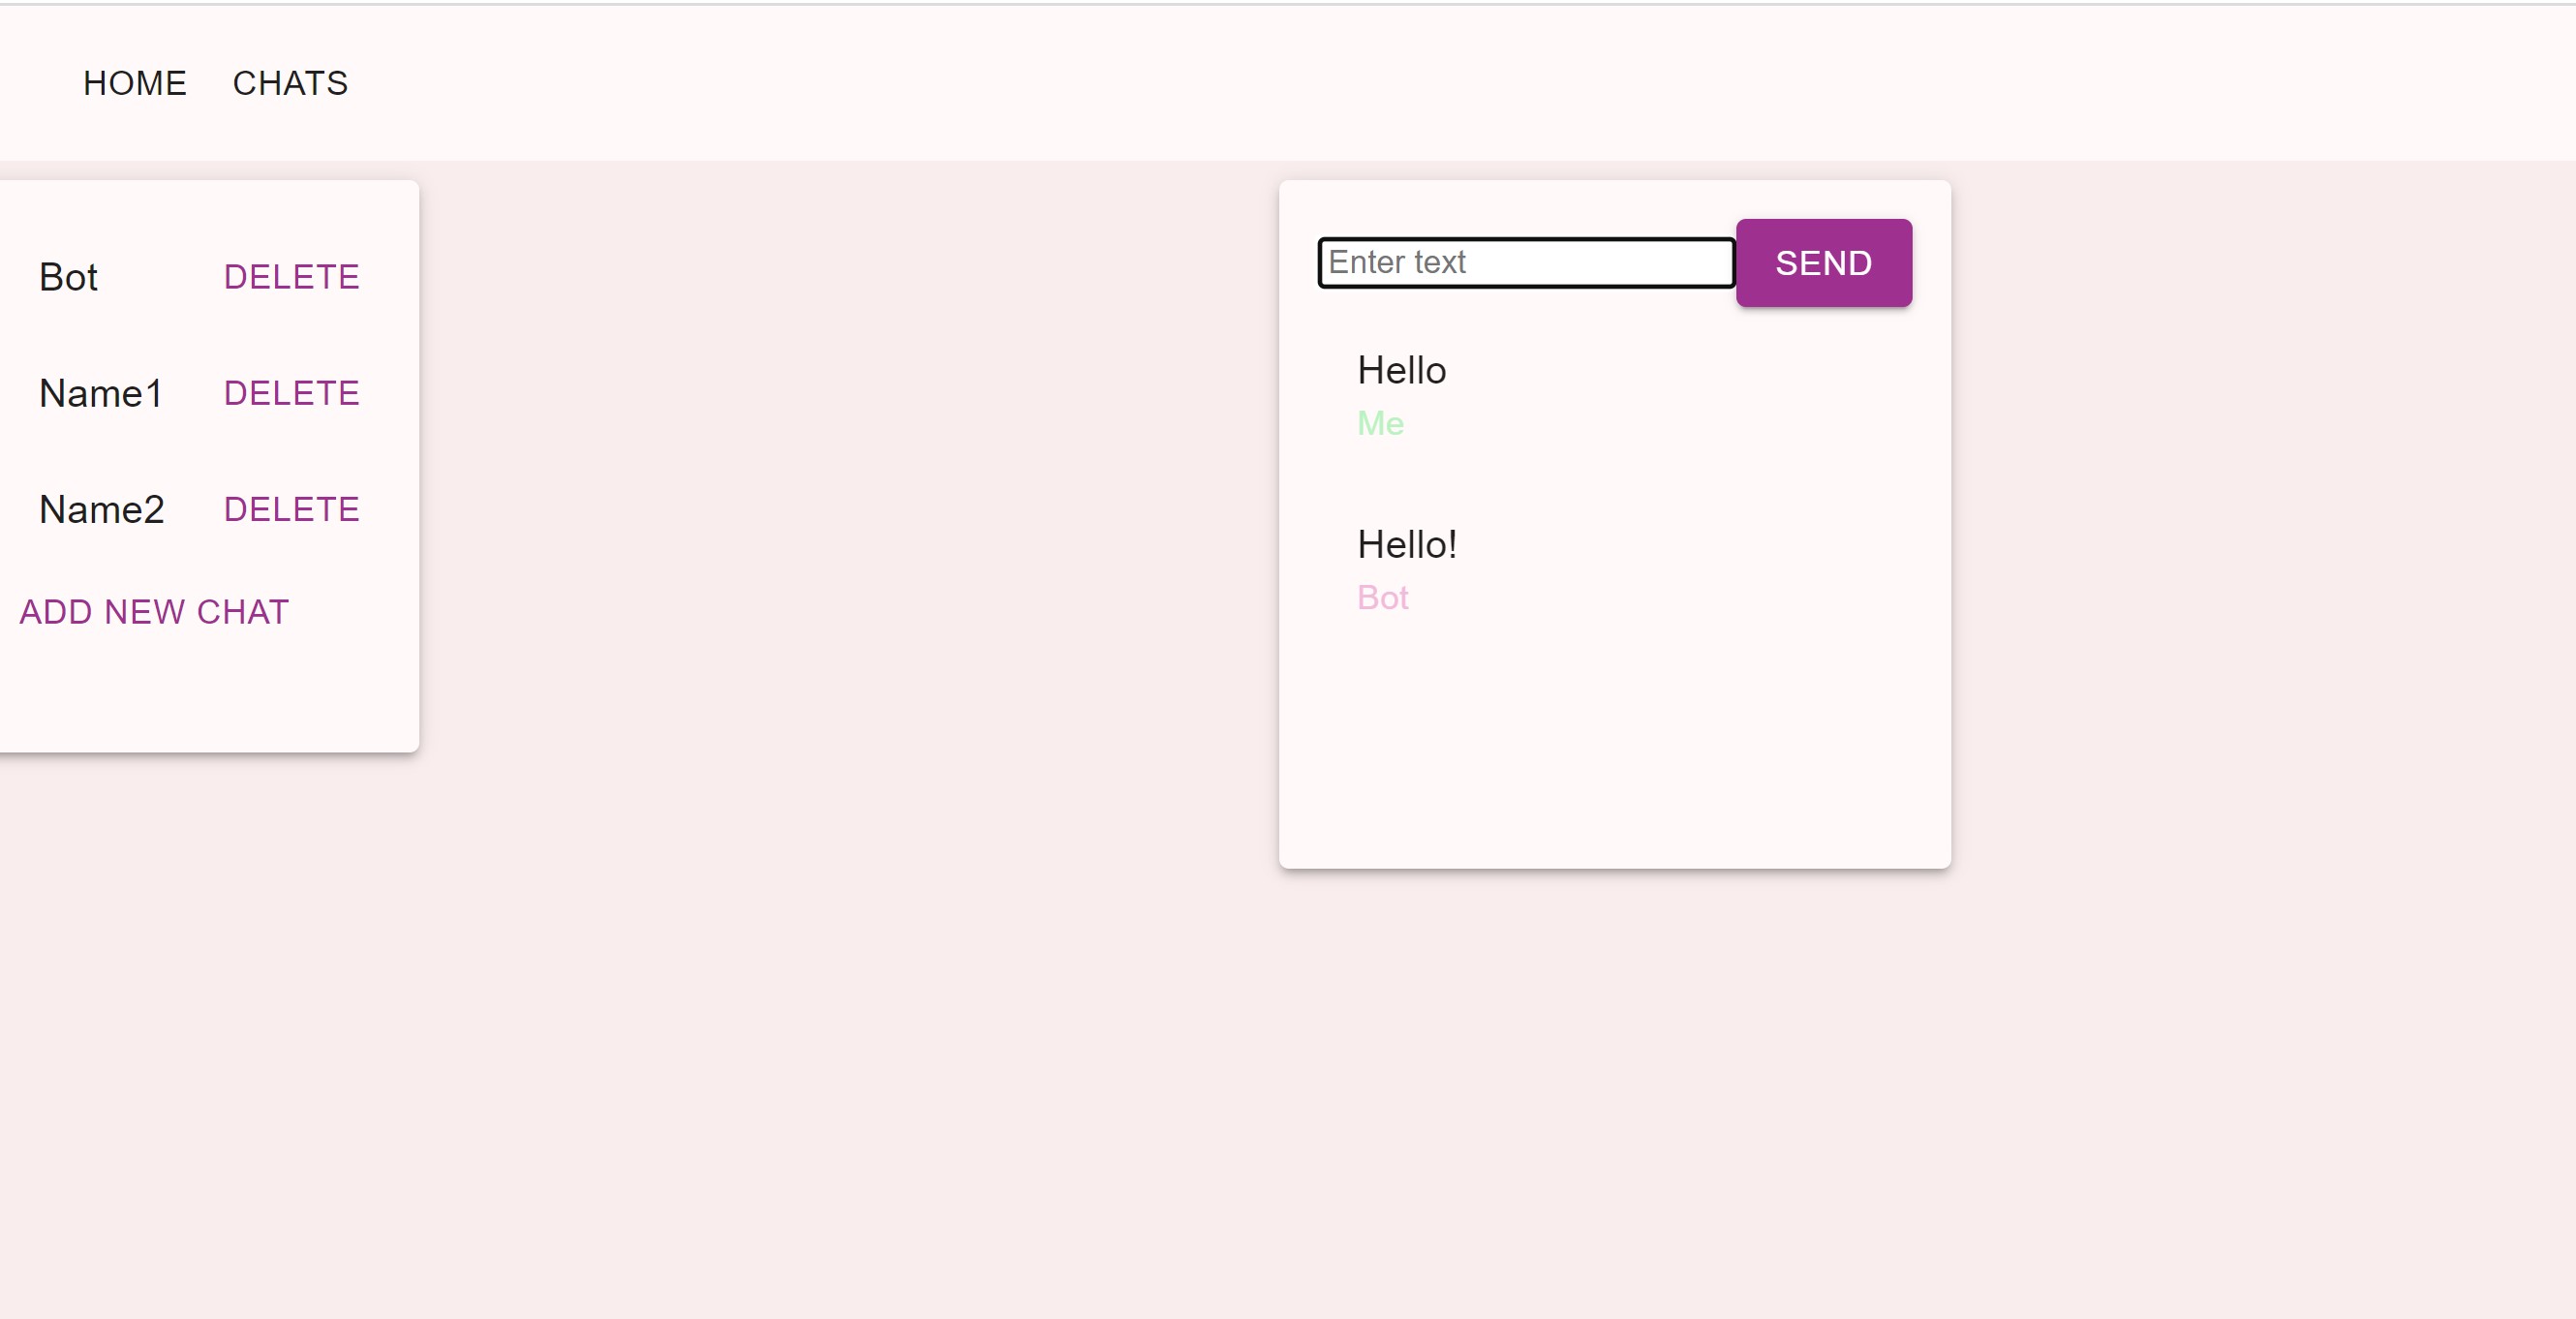 HOME CHATS
Bot DELETE
Name1 DELETE
Name2 DELETE
ADD NEW CHAT
Enter text SEND
Hello
Me
Hello!
Bot